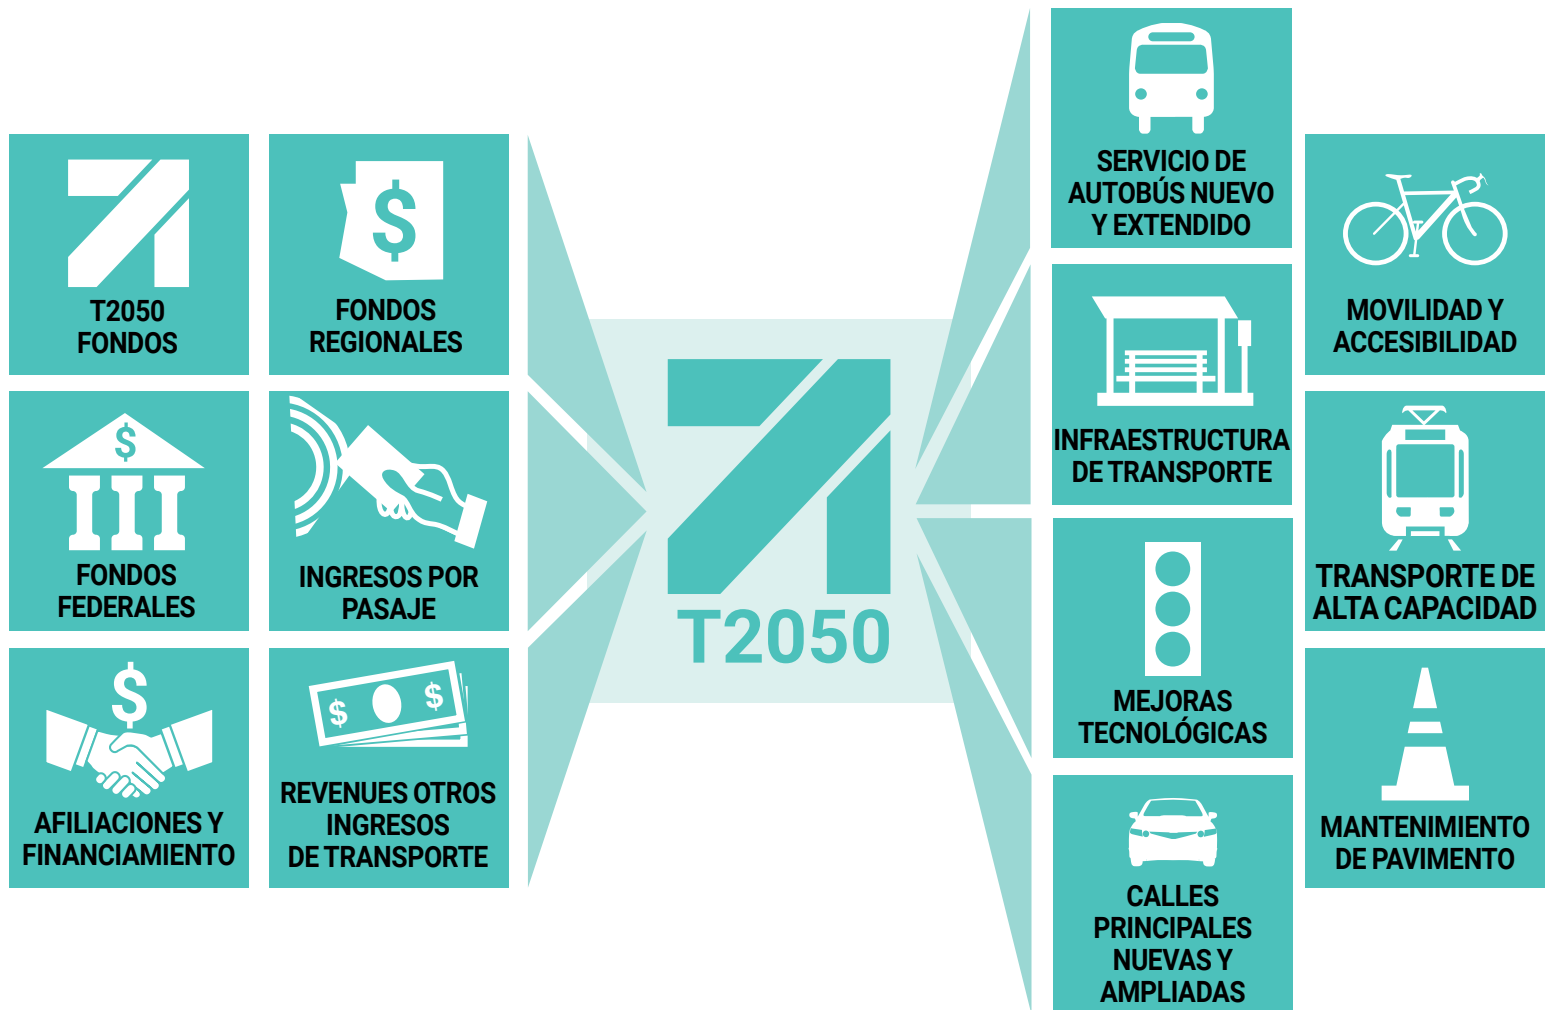 T2050
FONDOS
$
FONDOS
REGIONALES
$
FONDOS
FEDERALES
INGRESOS POR
PASAJE
$
AFILIACIONES Y
FINANCIAMIENTO
$ $
REVENUES OTROS
INGRESOS
DE TRANSPORTE
T2050
SERVICIO DE
AUTOBÚS NUEVO
Y EXTENDIDO
INFRAESTRUCTURA
DE TRANSPORTE
MEJORAS
TECNOLÓGICAS
CALLES
PRINCIPALES
NUEVAS Y
AMPLIADAS
MOVILIDAD Y
ACCESIBILIDAD
TRANSPORTE DE
ALTA CAPACIDAD
MANTENIMIENTO
DE PAVIMENTO